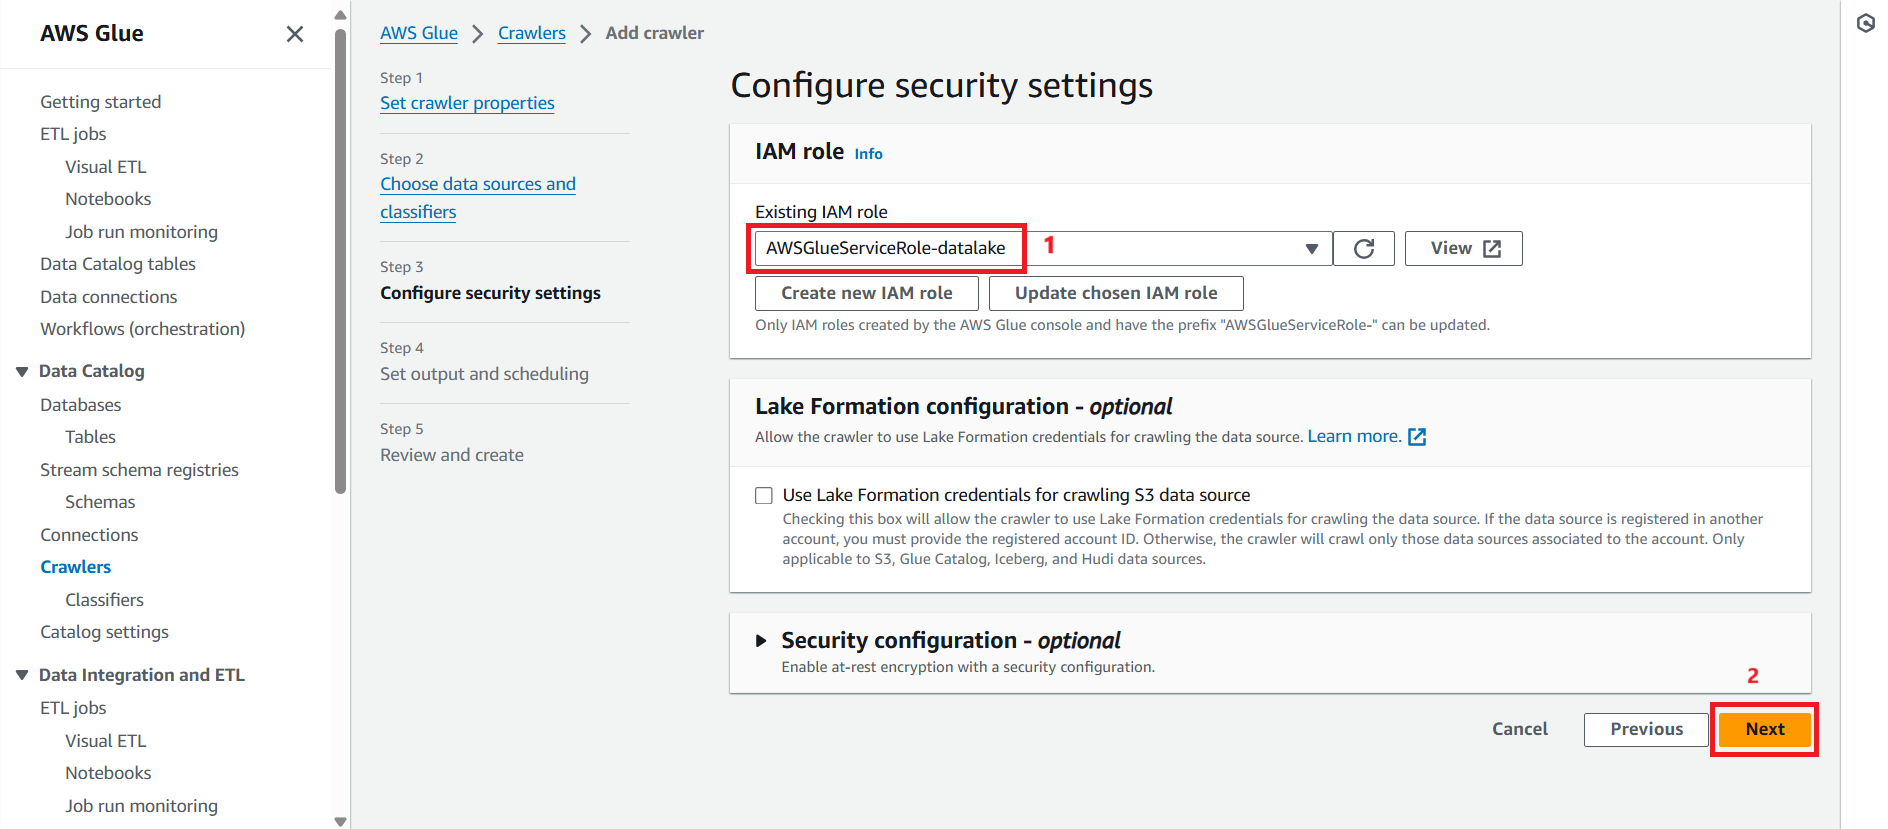 AWS Glue
Getting started
ETL jobs
Visual ETL
Notebooks
Job run monitoring
Data Catalog tables
Data connections
Workflows (orchestration)
Data Catalog
Databases
Tables
Stream schema registries
Schemas
Connections
Crawlers
Classifiers
Catalog settings
Data Integration and ETL
ETL jobs
Visual ETL
Notebooks
Job run monitoring
AWS Glue > Crawlers > Add crawler
Step 1
Set crawler properties
Step 2
Choose data sources and
classifiers
Step 3
Configure security settings
Step 4
Set output and scheduling
Step 5
Review and create
Configure security settings
IAM role Info
Existing IAM role
AWSGlueServiceRole-datalake 1 View
Create new IAM role Update chosen IAM role
Only IAM roles created by the AWS Glue console and have the prefix "AWSGlueServiceRole-" can be updated.
Lake Formation configuration - optional
Allow the crawler to use Lake Formation credentials for crawling the data source. Learn more.
Use Lake Formation credentials for crawling S3 data source
Checking this box will allow the crawler to use Lake Formation credentials for crawling the data source. If the data source is registered in another
account, you must provide the registered account ID. Otherwise, the crawler will crawl only those data sources associated to the account. Only
applicable to S3, Glue Catalog, Iceberg, and Hudi data sources.
Security configuration - optional
Enable at-rest encryption with a security configuration.
2
Cancel Previous Next